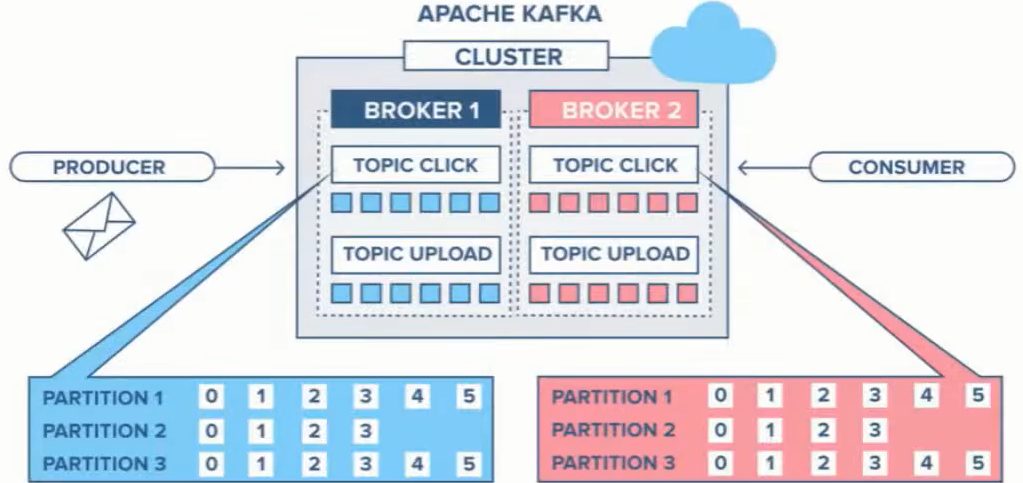 APACHE KAFKA
CLUSTER
BROKER 1
BROKER 2
PRODUCER
TOPIC CLICK
TOPIC CLICK
CONSUMER
TOPIC UPLOAD
TOPIC UPLOAD
PARTITION 1 0 1 2 3 4 5
PARTITION 2 0 1 2 3
PARTITION 3 0 1 2 3 4 5
PARTITION 1 0 1 2 3 4 5
PARTITION 2 0 1 2 3
PARTITION 3 0 1 2 3 4 5